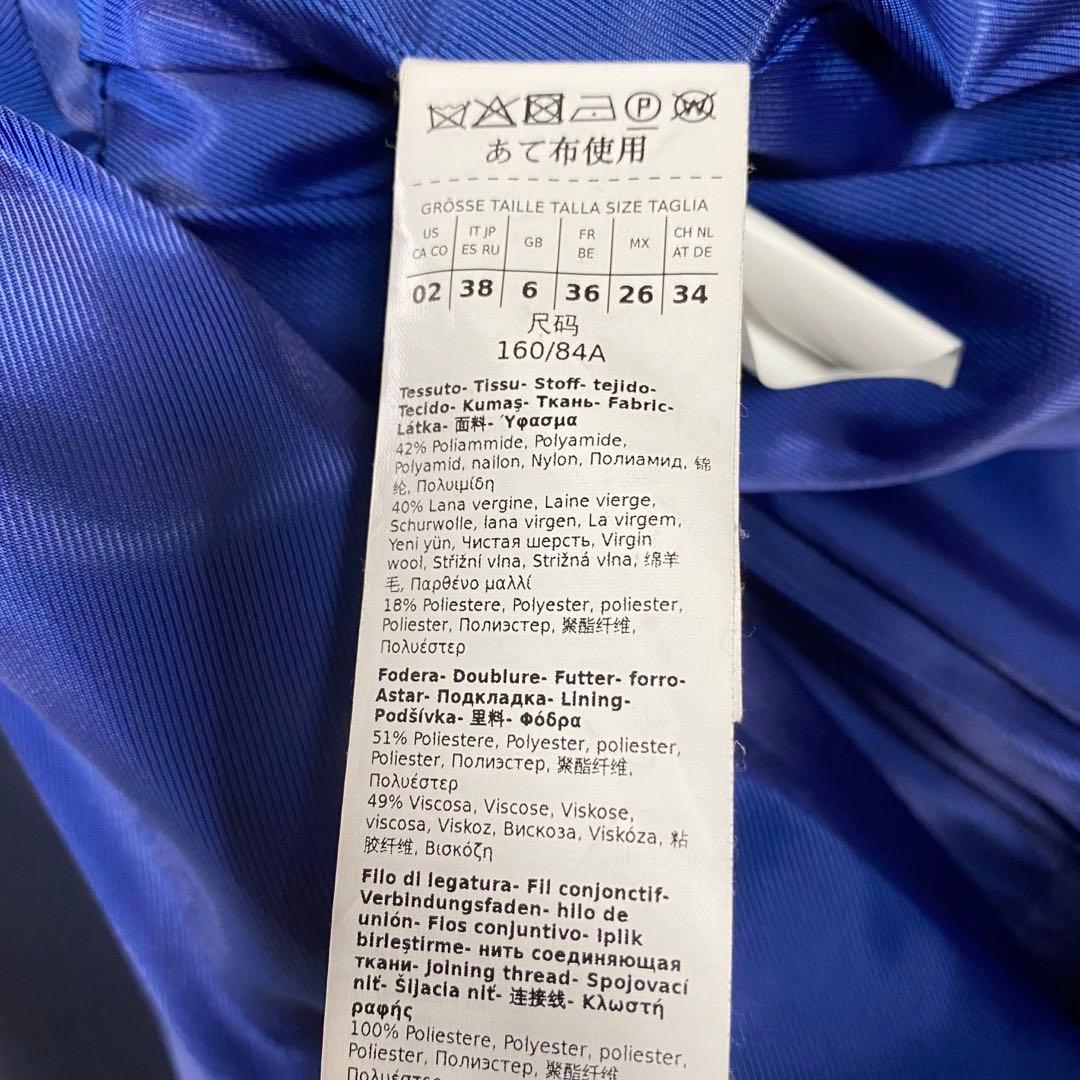 P W
あて布使用
GRÖSSE TAILLE TALLA SIZE TAGLIA
US CA CO IT JP ES RU GB FR BE MX CH NL AT DE
02 38 6 36 26 34
尺码
160/84A
Tessuto- Tissu- Stoff- tejido-
Tecido- Kumaş- Ткань- Fabric-
Látka- 面料- Ύφασμα
42% Poliammide, Polyamide,
Polyamid, nailon, Nylon, Полиамид, 锦
纶, Πολυιμίδη
40% Lana vergine, Laine vierge,
Schurwolle, lana virgen, La virgem,
Yeni yün, Чистая шерсть, Virgin
wool, Střižní vlna, Strižná vlna, 绵羊
毛, Παρθένο μαλλί
18% Poliestere, Polyester, poliester,
Poliester, Полиэстер, 聚酯纤维,
Πολυέστερ
Fodera- Doublure- Futter- forro-
Astar- Подкладка- Lining-
Podšívka- 里料- Φόδρα
51% Poliestere, Polyester, poliester,
Poliester, Полиэстер, 聚酯纤维,
Πολυέστερ
49% Viscosa, Viscose, Viskose,
viscosa, Viskoz, Вискоза, Viskóza, 粘
胶纤维, Βισκόζη
Filo di legatura- Fil conjonctif-
Verbindungsfaden- hilo de
unión- Fios conjuntivo- Iplik
birleştirme- нить соединяющая
ткани- Joining thread- Spojovací
niť- Šijacia niť- 连接线- Κλωστή
ραφής
100% Poliestere, Polyester, poliester,
Poliester, Полиэстер, 聚酯纤维,
Πολυέστερ